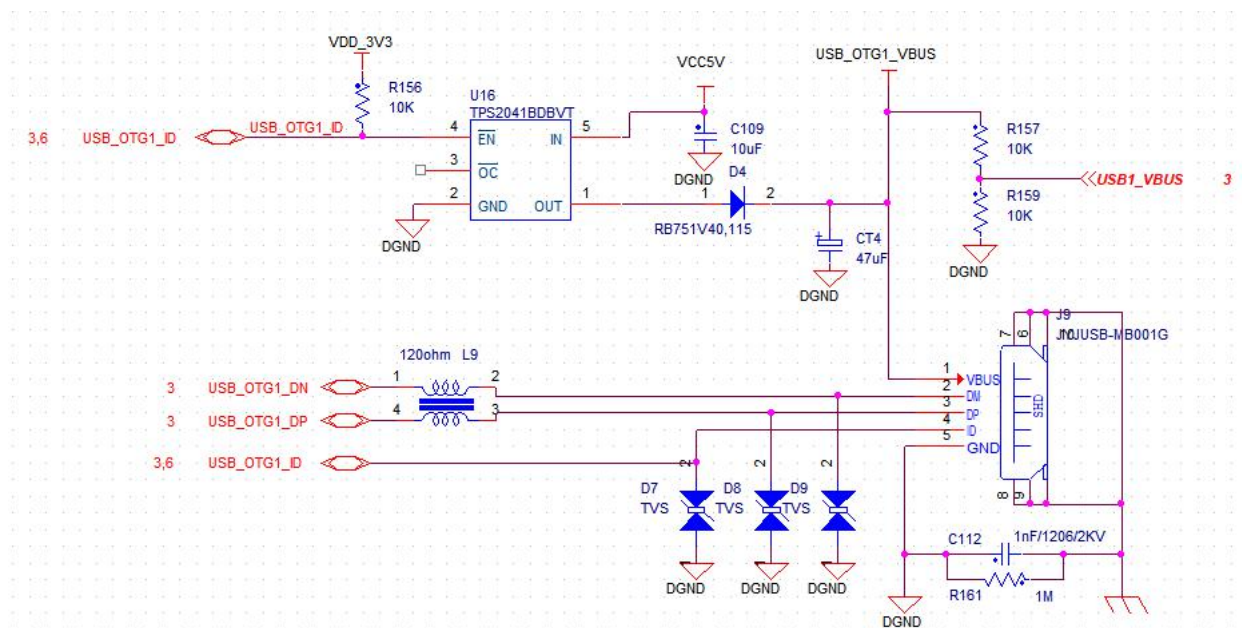 VDD_3V3
USB_OTG1_VBUS
VCC5V
R156
10K
U16
TPS2041BDBVT
3,6 USB_OTG1_ID
USB_OTG1_ID
4 EN IN 5
3 OC
2 GND OUT 1
DGND
C109
10uF
DGND
D4
1 2
RB751V40,115
CT4
47uF
DGND
R157
10K
USB1_VBUS 3
R159
10K
DGND
120ohm L9
3 USB_OTG1_DN 1 2
3 USB_OTG1_DP 4 3
3,6 USB_OTG1_ID
J9
7 6
1 VBUS
2 DM
3 DP
4 ID
5 GND
SHD
8 9
2 2 2
D7 D8 D9
TVS TVS TVS
DGND DGND DGND
C112 1nF/1206/2KV
R161 1M
DGND